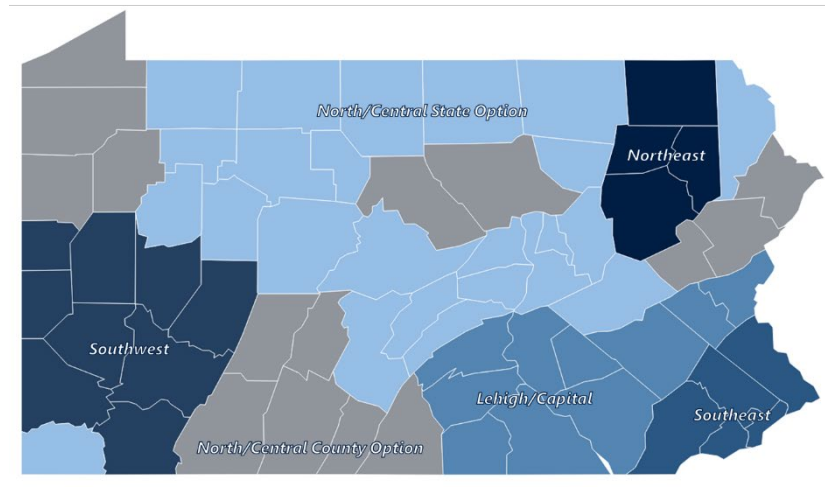 North/Central State Option
Northeast
Southwest
Lehigh/Capital
Southeast
North/Central County Option